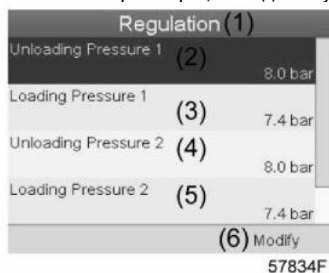 Regulation (1)
Unloading Pressure 1
(2)
8.0 bar
Loading Pressure 1
(3)
7.4 bar
Unloading Pressure 2 (4)
8.0 bar
Loading Pressure 2
(5)
7.4 bar
(6) Modify
57834F